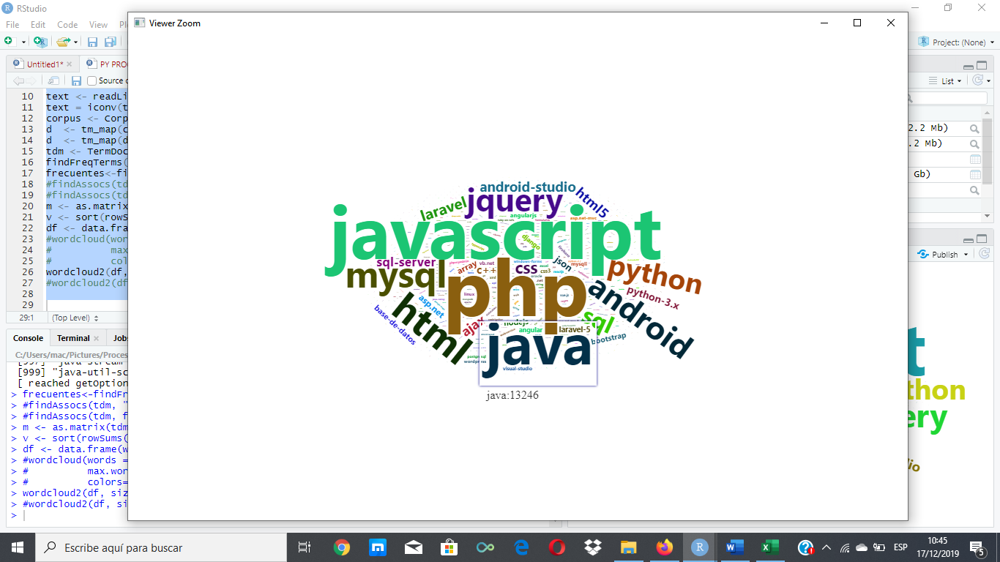 RStudio
File Edit Code View
Project: (None)
Untitled1*
PY PRO
Source
List
10 text <- readLi
11 text = iconv(t
12 corpus <- Corp
13 d <- tm_map(c
14 d <- tm_map(d
15 tdm <- TermDoc
16 findFreqTerms(
17 frecuentes<-fi
18 #findAssocs(td
19 #findAssocs(td
20 m <- as.matrix
21 v <- sort(rowS
22 df <- data.fra
23 #wordcloud(wor
24 # max
25 # col
26 wordcloud2(df,
27 #wordcloud2(df
28
29
29:1 (Top Level)
Console Terminal Jobs
C:/Users/mac/Pictures/Proces
[999] "java-util-sc
[ reached getOption
> frecuentes<-findFr
> #findAssocs(tdm, "
> #findAssocs(tdm, f
> m <- as.matrix(tdm
> v <- sort(rowSums(
> df <- data.frame(w
> #wordcloud(words =
> # max.wor
> # colors=
> wordcloud2(df, siz
> #wordcloud2(df, si
>
Viewer Zoom
android-studio
jquery
html5
laravel
angularjs
asp.net-mvc
javascript
django
sql-server
array
vb.net
windows-forms
json
mysqli
mysql
c++
css
css3
python
php
linux
python-3.x
android
asp.net
base-de-datos
html
ajax
sql
nodejs
angular
laravel-5
bootstrap
java
postgresql
wordpress
visual-studio
java:13246
2.2 Mb)
.2 Mb)
Gb)
Publish
t
thon
ery
dio
Escribe aquí para buscar
ESP
10:45
17/12/2019
5